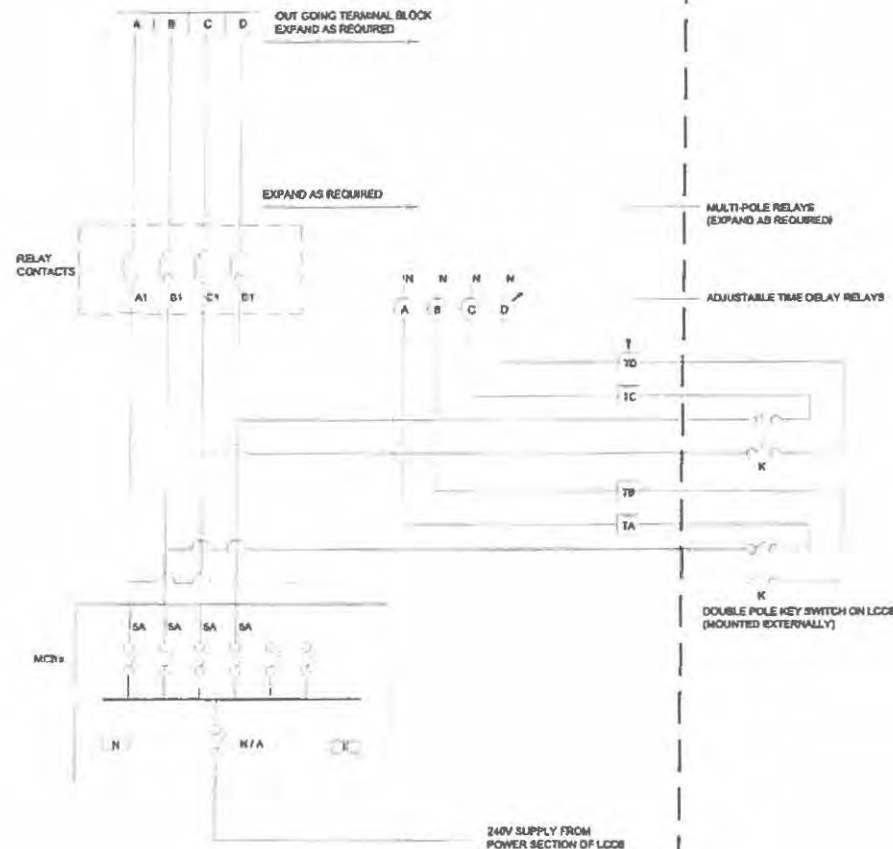 A | B | C | D
OUT GOING TERMINAL BLOCK
EXPAND AS REQUIRED
EXPAND AS REQUIRED
MULTI-POLE RELAYS
(EXPAND AS REQUIRED)
RELAY
CONTACTS
A1 B1 C1 D1
N N N N
A B C D
ADJUSTABLE TIME DELAY RELAYS
T
TD
TC
K
TB
TA
K
DOUBLE POLE KEY SWITCH ON LCCB
(MOUNTED EXTERNALLY)
5A 5A 5A 5A
MCB's
N
N/A
E
240V SUPPLY FROM
POWER SECTION OF LCCB